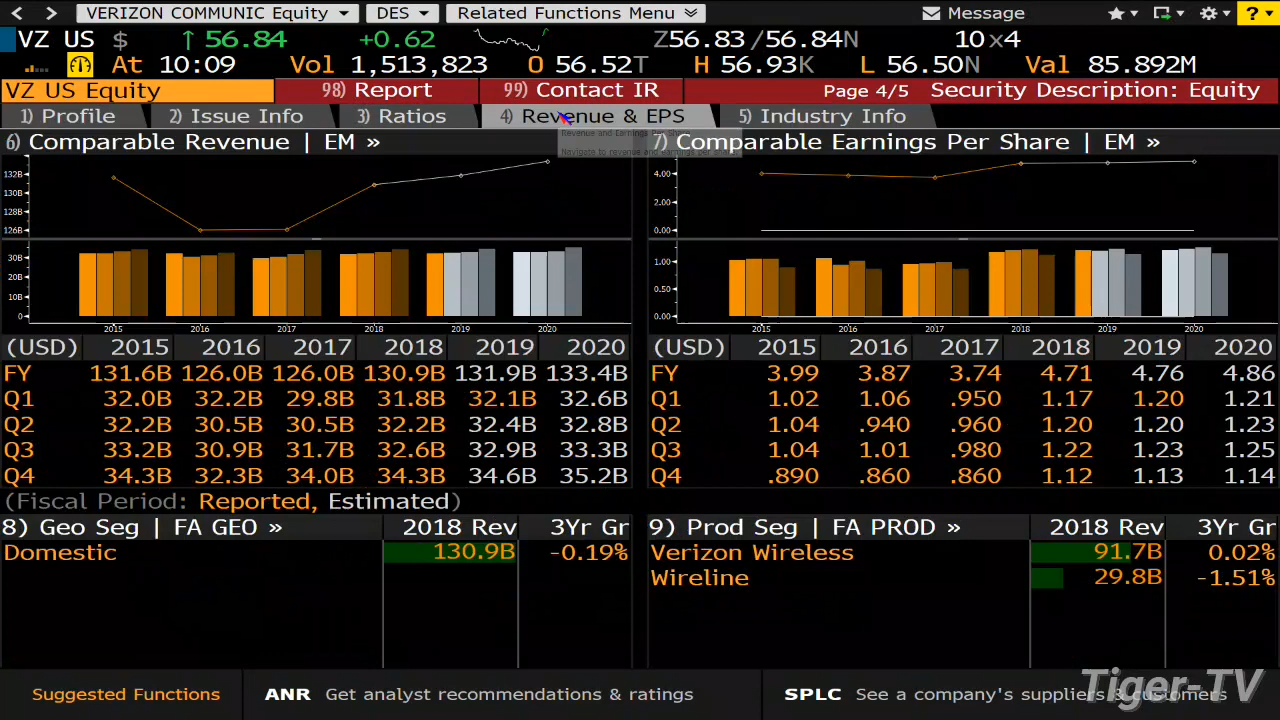 < > VERIZON COMMUNIC Equity DES Related Functions Menu Message ?
VZ US $ ↑ 56.84 +0.62 Z56.83 /56.84N 10 x 4
At 10:09 Vol 1,513,823 O 56.52T H 56.93K L 56.50N Val 85.892M
VZ US Equity 98) Report 99) Contact IR Page 4/5 Security Description: Equity
1) Profile 2) Issue Info 3) Ratios 4) Revenue & EPS 5) Industry Info
Revenue and Earnings Per Share
Navigate to revenue and earnings per share
6) Comparable Revenue | EM » 7) Comparable Earnings Per Share | EM »
132B
130B
128B
126B
4.00
2.00
0.00
30B
20B
10B
0
1.00
0.50
0.00
2015 2016 2017 2018 2019 2020 2015 2016 2017 2018 2019 2020
(USD) 2015 2016 2017 2018 2019 2020 (USD) 2015 2016 2017 2018 2019 2020
FY 131.6B 126.0B 126.0B 130.9B 131.9B 133.4B FY 3.99 3.87 3.74 4.71 4.76 4.86
Q1 32.0B 32.2B 29.8B 31.8B 32.1B 32.6B Q1 1.02 1.06 .950 1.17 1.20 1.21
Q2 32.2B 30.5B 30.5B 32.2B 32.4B 32.8B Q2 1.04 .940 .960 1.20 1.20 1.23
Q3 33.2B 30.9B 31.7B 32.6B 32.9B 33.3B Q3 1.04 1.01 .980 1.22 1.23 1.25
Q4 34.3B 32.3B 34.0B 34.3B 34.6B 35.2B Q4 .890 .860 .860 1.12 1.13 1.14
(Fiscal Period: Reported, Estimated)
8) Geo Seg | FA GEO » 2018 Rev 3Yr Gr 9) Prod Seg | FA PROD » 2018 Rev 3Yr Gr
Domestic 130.9B -0.19% Verizon Wireless 91.7B 0.02%
Wireline 29.8B -1.51%
Suggested Functions ANR Get analyst recommendations & ratings SPLC See a company's suppliers & customers
Tiger-TV